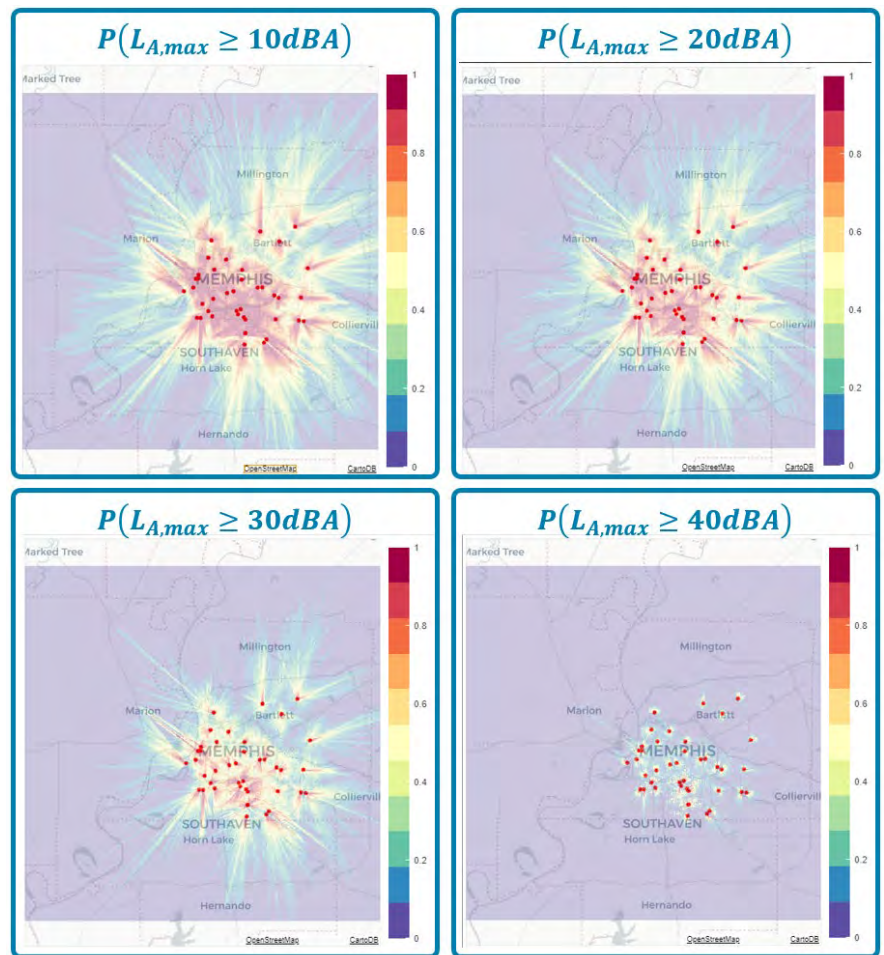 P(L_A,max ≥ 10dBA)
Marked Tree
Millington
Marion
Bartlett
MEMPHIS
Colliervill
SOUTHAVEN
Horn Lake
Hernando
OpenStreetMap CartoDB
1
0.8
0.6
0.4
0.2
0
P(L_A,max ≥ 20dBA)
Marked Tree
Millington
Marion
Bartlett
MEMPHIS
Colliervill
SOUTHAVEN
Horn Lake
Hernando
OpenStreetMap CartoDB
1
0.8
0.6
0.4
0.2
0
P(L_A,max ≥ 30dBA)
Marked Tree
Millington
Marion
Bartlett
MEMPHIS
Colliervill
SOUTHAVEN
Horn Lake
Hernando
OpenStreetMap CartoDB
1
0.8
0.6
0.4
0.2
0
P(L_A,max ≥ 40dBA)
Marked Tree
Millington
Marion
Bartlett
MEMPHIS
Colliervill
SOUTHAVEN
Horn Lake
Hernando
OpenStreetMap CartoDB
1
0.8
0.6
0.4
0.2
0